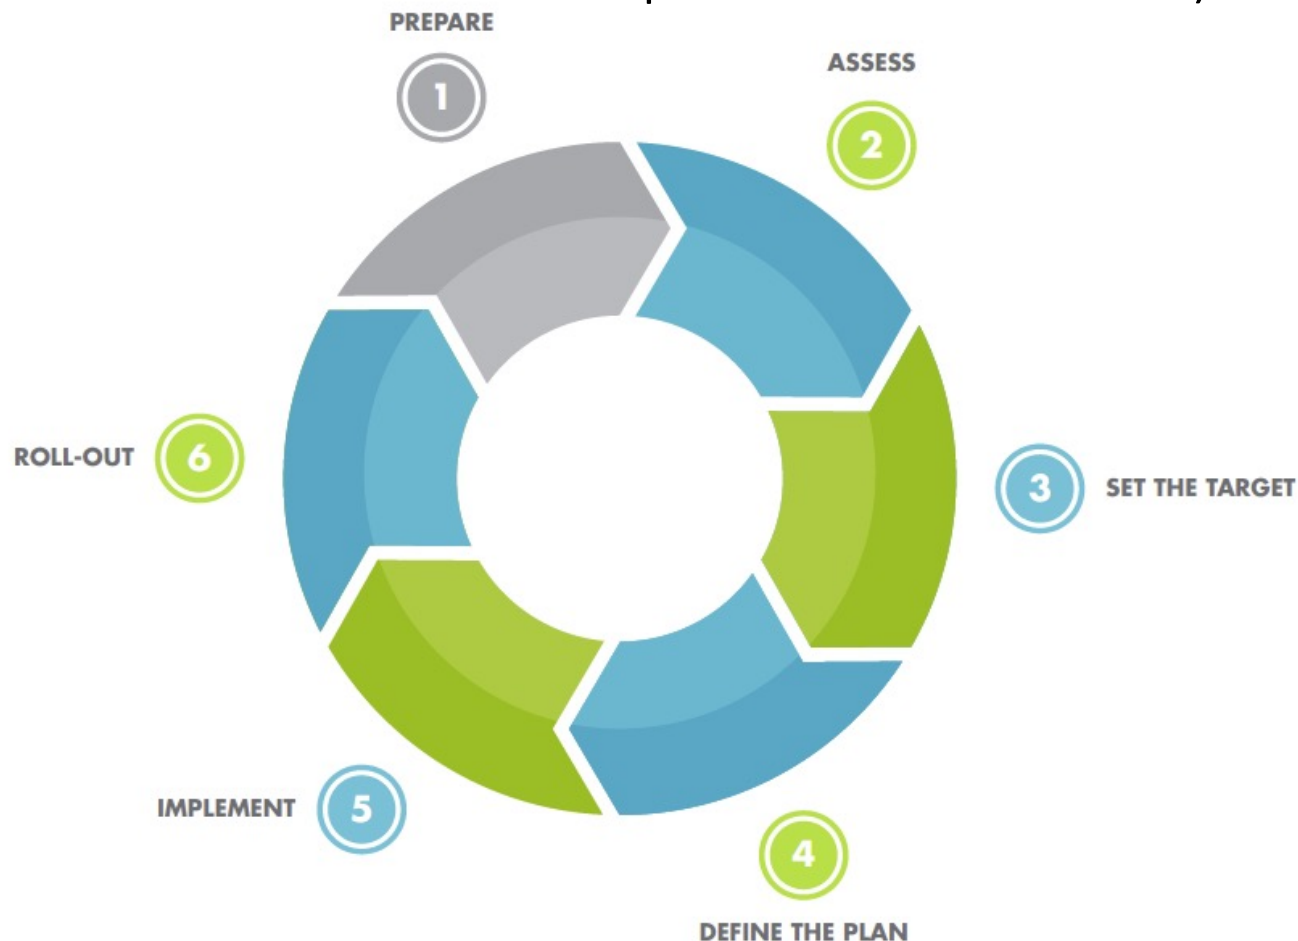 PREPARE
1
ASSESS
2
3
SET THE TARGET
4
DEFINE THE PLAN
IMPLEMENT
5
ROLL-OUT
6